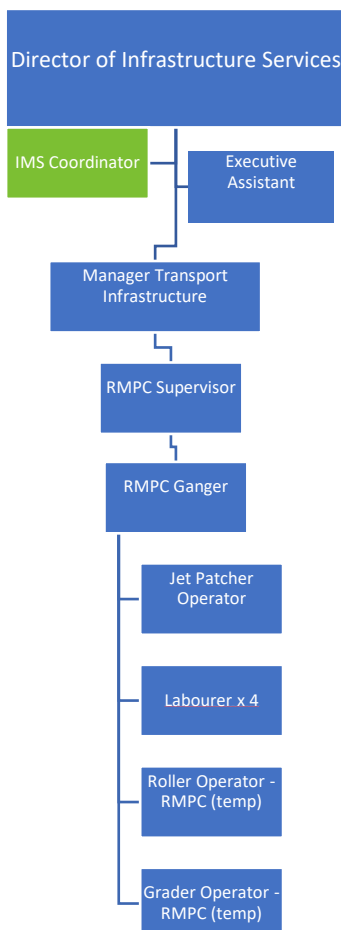 Director of Infrastructure Services
IMS Coordinator
Executive
Assistant
Manager Transport
Infrastructure
RMPC Supervisor
RMPC Ganger
Jet Patcher
Operator
Labourer x 4
Roller Operator -
RMPC (temp)
Grader Operator -
RMPC (temp)